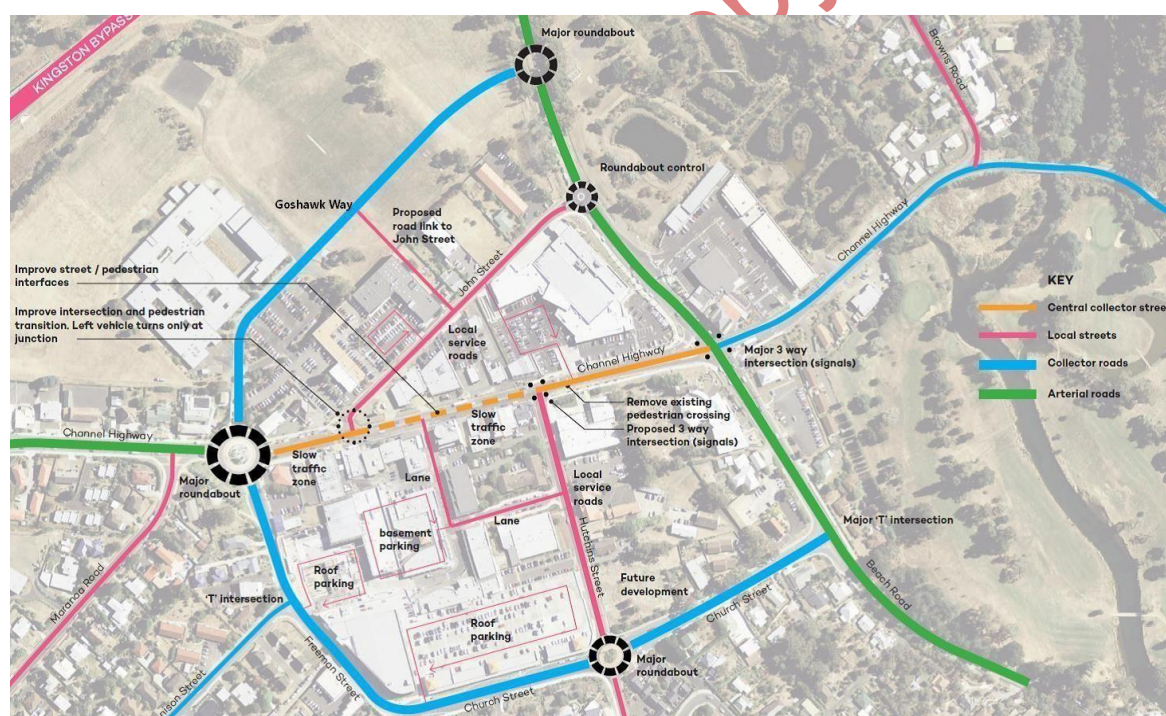 Major roundabout
KINGSTON BYPASS
Browns Road
Roundabout control
Goshawk Way
Proposed
road link to
John Street
John Street
Channel Highway
Improve street / pedestrian
interfaces
Improve intersection and pedestrian
transition. Left vehicle turns only at
junction
KEY
Central collector stree
Local streets
Collector roads
Arterial roads
Local
service
roads
Channel Highway
Major 3 way
intersection (signals)
Remove existing
pedestrian crossing
Proposed 3 way
intersection (signals)
Slow
traffic
zone
Channel Highway
Slow
traffic
zone
Major
roundabout
Lane
Local
service
roads
Lane
basement
parking
Hutchins Street
Major 'T' intersection
Roof
parking
Future
development
Maranoa Road
'T' intersection
Beach Road
Church Street
Roof
parking
Freeman Street
Major
roundabout
nison Street
Church Street